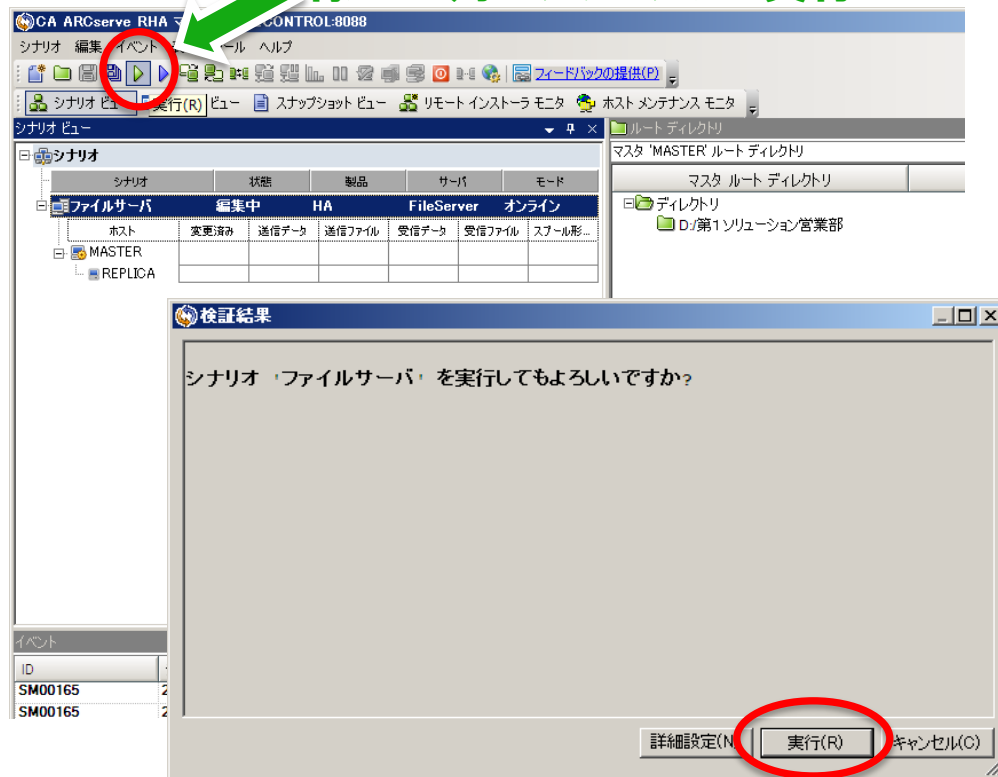 CA ARCserve RHA
CONTROL:8088
シナリオ 編集 イベント ール ヘルプ
フィードバックの提供(P)
シナリオ ビュー 実行(R) ビュー スナップショット ビュー リモート インストーラ モニタ ホスト メンテナンス モニタ
シナリオ ビュー
ルート ディレクトリ
シナリオ
マスタ 'MASTER' ルート ディレクトリ
シナリオ 状態 製品 サーバ モード
マスタ ルート ディレクトリ
ファイルサーバ 編集中 HA FileServer オンライン
ディレクトリ
ホスト 変更済み 送信データ 送信ファイル 受信データ 受信ファイル スプール形...
D:/第1ソリューション営業部
MASTER
REPLICA
検証結果
シナリオ 'ファイルサーバ' を実行してもよろしいですか?
イベント
ID
SM00165 2
SM00165 2
詳細設定(N 実行(R) キャンセル(C)